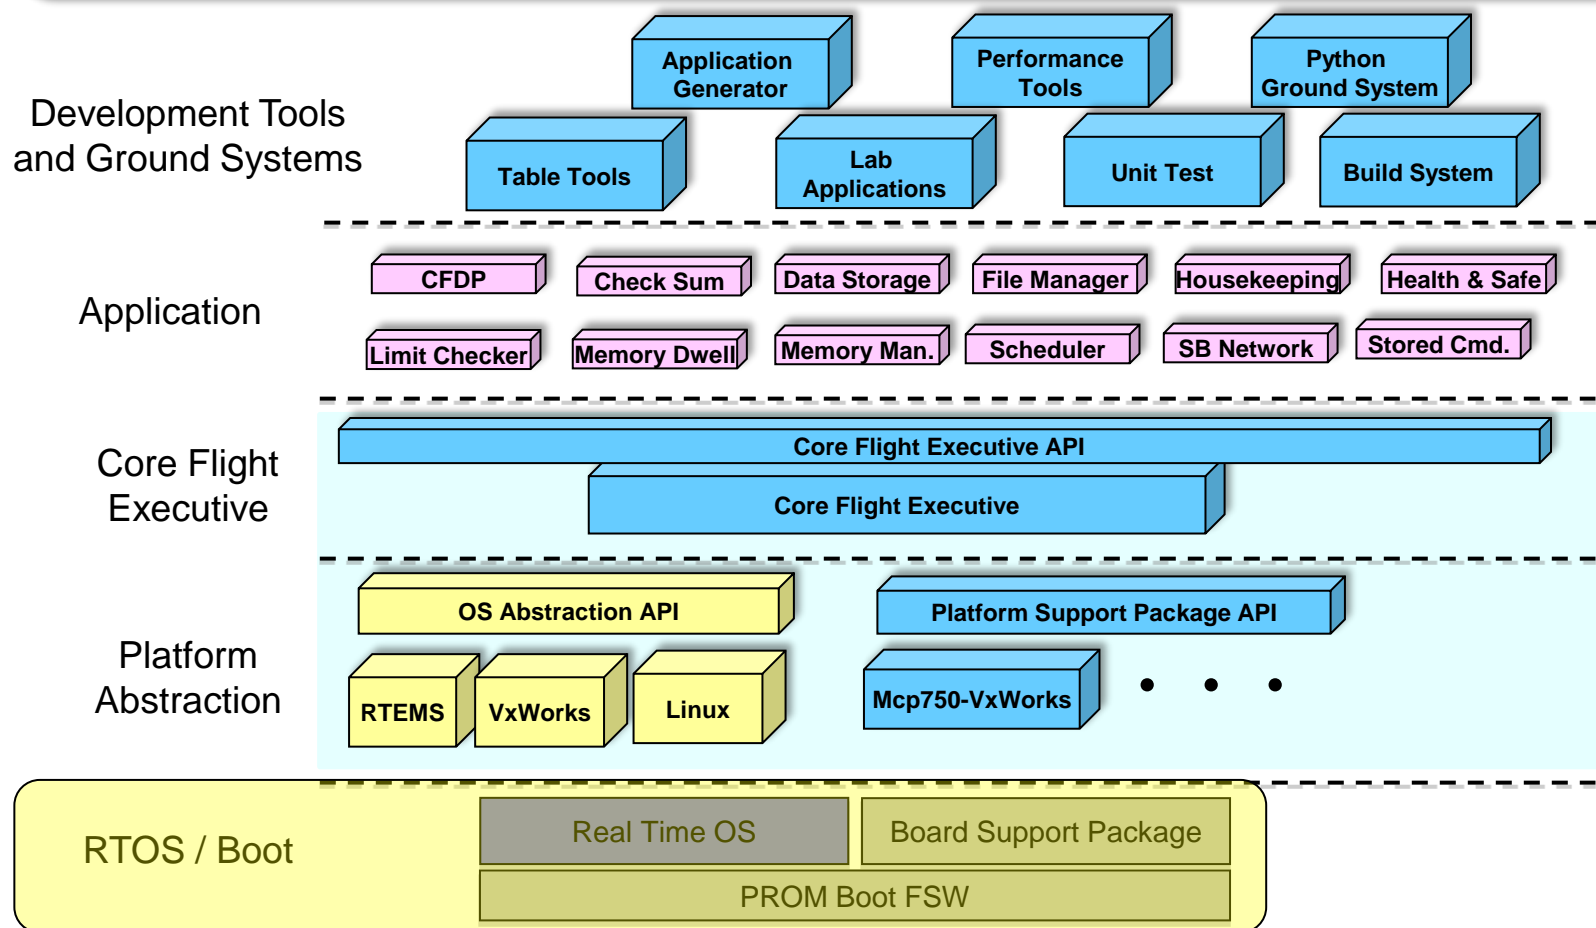 Development Tools
and Ground Systems
Application
Generator
Performance
Tools
Python
Ground System
Table Tools
Lab
Applications
Unit Test
Build System
Application
CFDP
Check Sum
Data Storage
File Manager
Housekeeping
Health & Safe
Limit Checker
Memory Dwell
Memory Man.
Scheduler
SB Network
Stored Cmd.
Core Flight
Executive
Core Flight Executive API
Core Flight Executive
Platform
Abstraction
OS Abstraction API
Platform Support Package API
RTEMS
VxWorks
Linux
Mcp750-VxWorks
• • •
RTOS / Boot
Real Time OS
Board Support Package
PROM Boot FSW